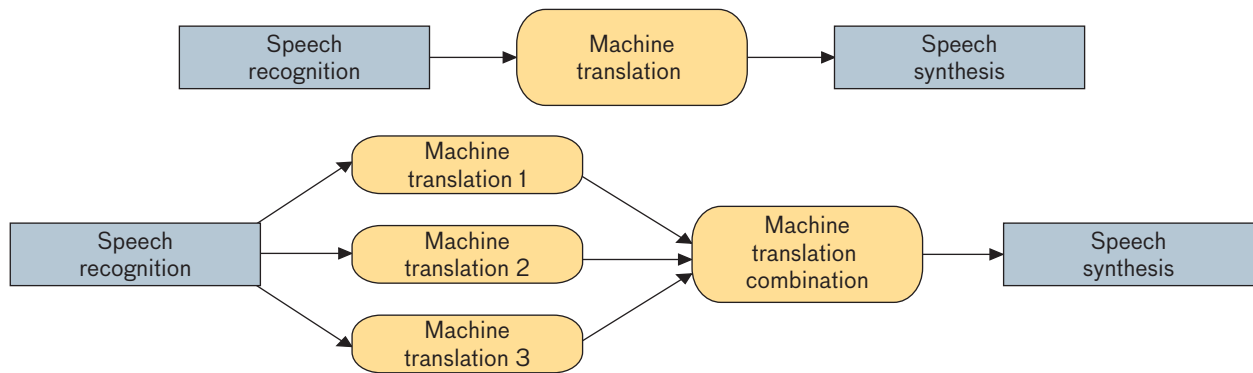 Speech
recognition
Machine
translation
Speech
synthesis
Machine
translation 1
Speech
recognition
Machine
translation 2
Machine
translation 3
Machine
translation
combination
Speech
synthesis